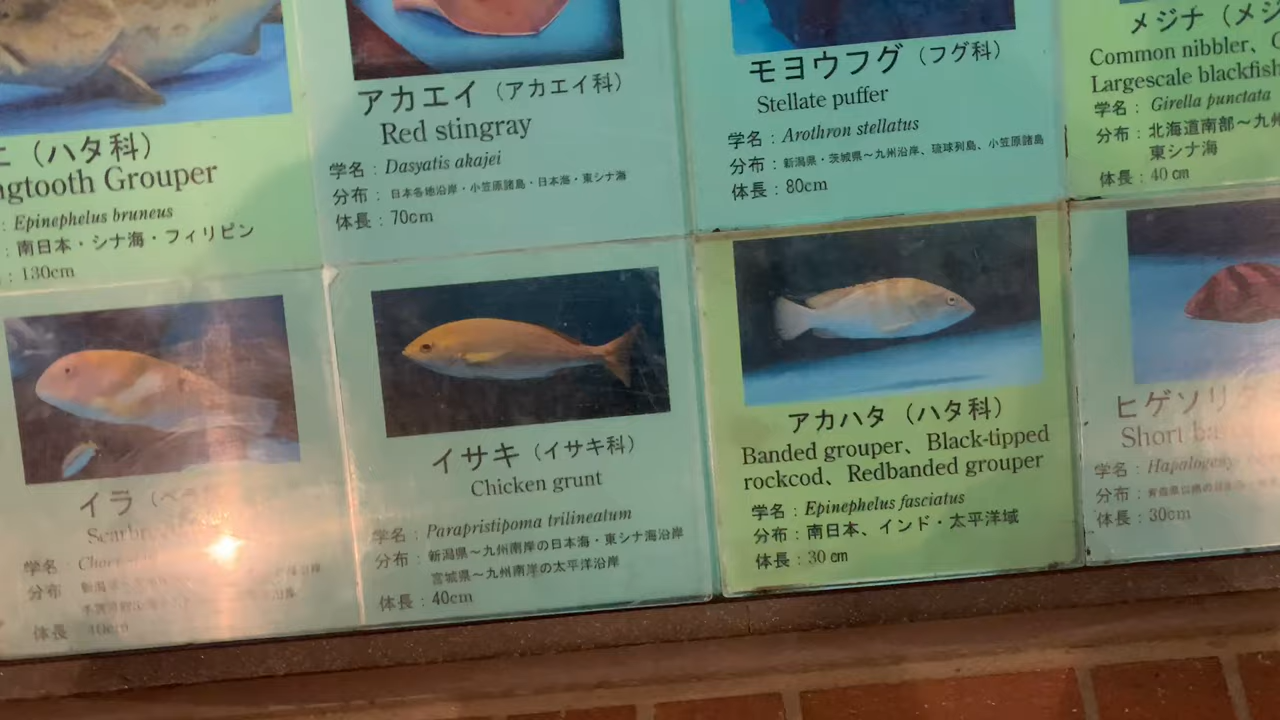 エ（ハタ科）
ngtooth Grouper
: Epinephelus bruneus
: 南日本・シナ海・フィリピン
: 130cm
アカエイ（アカエイ科）
Red stingray
学名 : Dasyatis akajei
分布 : 日本各地沿岸・小笠原諸島・日本海・東シナ海
体長 : 70cm
モヨウフグ（フグ科）
Stellate puffer
学名 : Arothron stellatus
分布 : 新潟県・茨城県～九州沿岸、琉球列島、小笠原諸島
体長 : 80cm
メジナ（メジ
Common nibbler、
Largescale blackfish
学名 : Girella punctata
分布 : 北海道南部～九州
東シナ海
体長 : 40㎝
イラ
学名 :
分布
体長 40cm
イサキ（イサキ科）
Chicken grunt
学名 : Parapristipoma trilineatum
分布 : 新潟県～九州南岸の日本海・東シナ海沿岸
宮城県～九州南岸の太平洋沿岸
体長 : 40cm
アカハタ（ハタ科）
Banded grouper、Black-tipped
rockcod、Redbanded grouper
学名 : Epinephelus fasciatus
分布 : 南日本、インド・太平洋域
体長 : 30㎝
ヒゲソリ
Short
学名 :
分布 :
体長 : 30cm